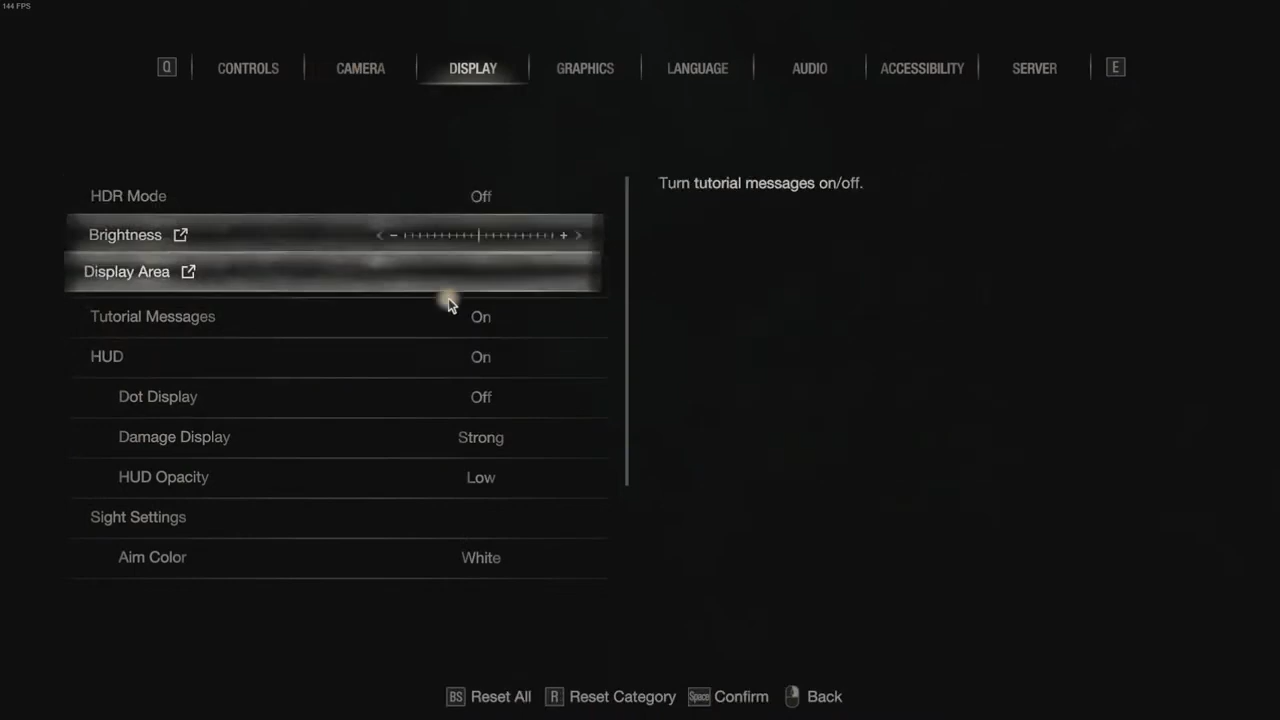 144 FPS
Q CONTROLS CAMERA DISPLAY GRAPHICS LANGUAGE AUDIO ACCESSIBILITY SERVER E
HDR Mode Off
Turn tutorial messages on/off.
Brightness
Display Area
Tutorial Messages On
HUD On
Dot Display Off
Damage Display Strong
HUD Opacity Low
Sight Settings
Aim Color White
BS Reset All R Reset Category Space Confirm Back